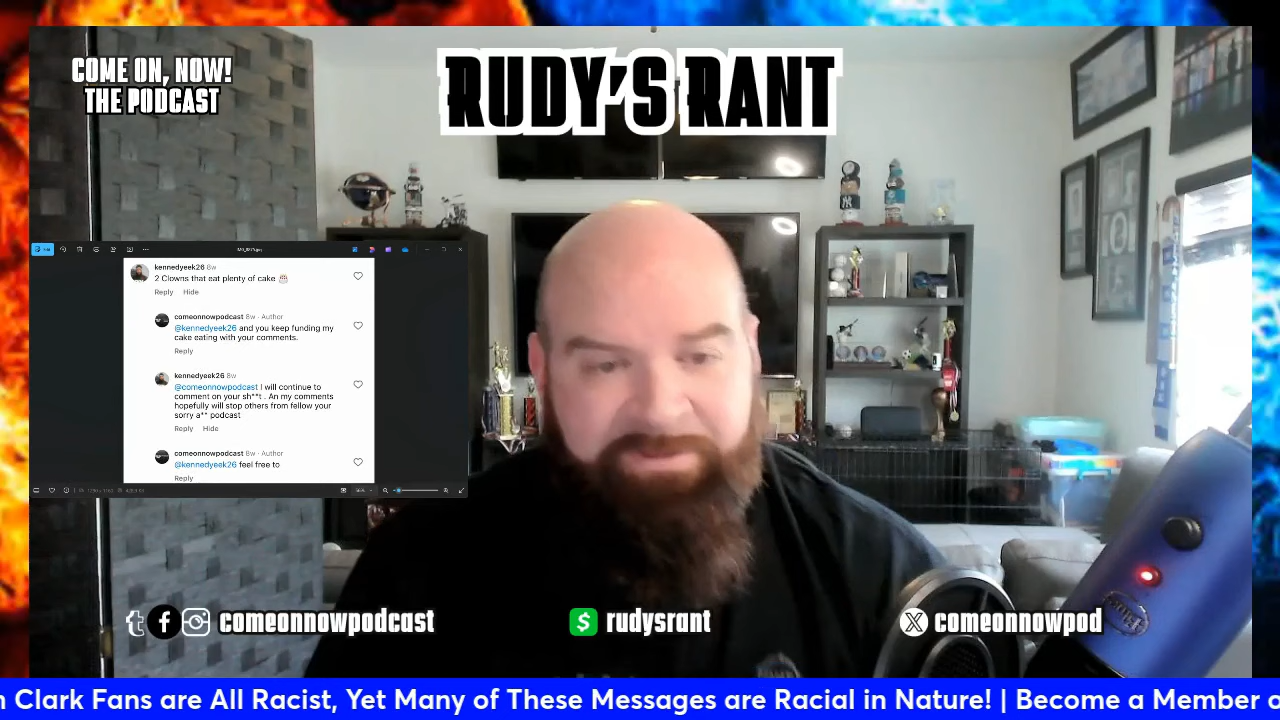 COME ON, NOW!
THE PODCAST
RUDY'S RANT
kennedyeek26 8w
2 Clowns that eat plenty of cake 🎂
Reply Hide
comeonnowpodcast 8w · Author
@kennedyeek26 and you keep funding my
cake eating with your comments.
Reply
kennedyeek26 8w
@comeonnowpodcast I will continue to
comment on your sh**t . An my comments
hopefully will stop others from fellow your
sorry a** podcast
Reply Hide
comeonnowpodcast 8w · Author
@kennedyeek26 feel free to
Reply
comeonnowpodcast
rudysrant
comeonnowpod
Clark Fans are All Racist, Yet Many of These Messages are Racial in Nature! | Become a Member